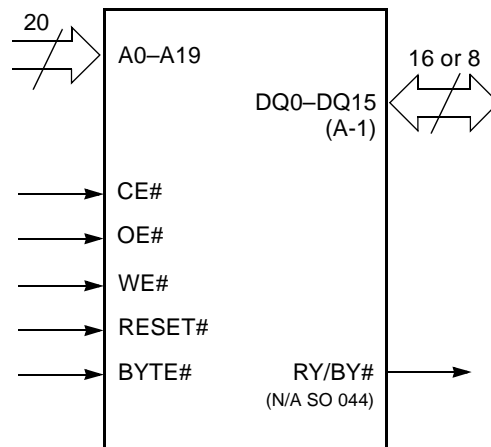 20
A0–A19
16 or 8
DQ0–DQ15
(A-1)
CE#
OE#
WE#
RESET#
BYTE#
RY/BY#
(N/A SO 044)